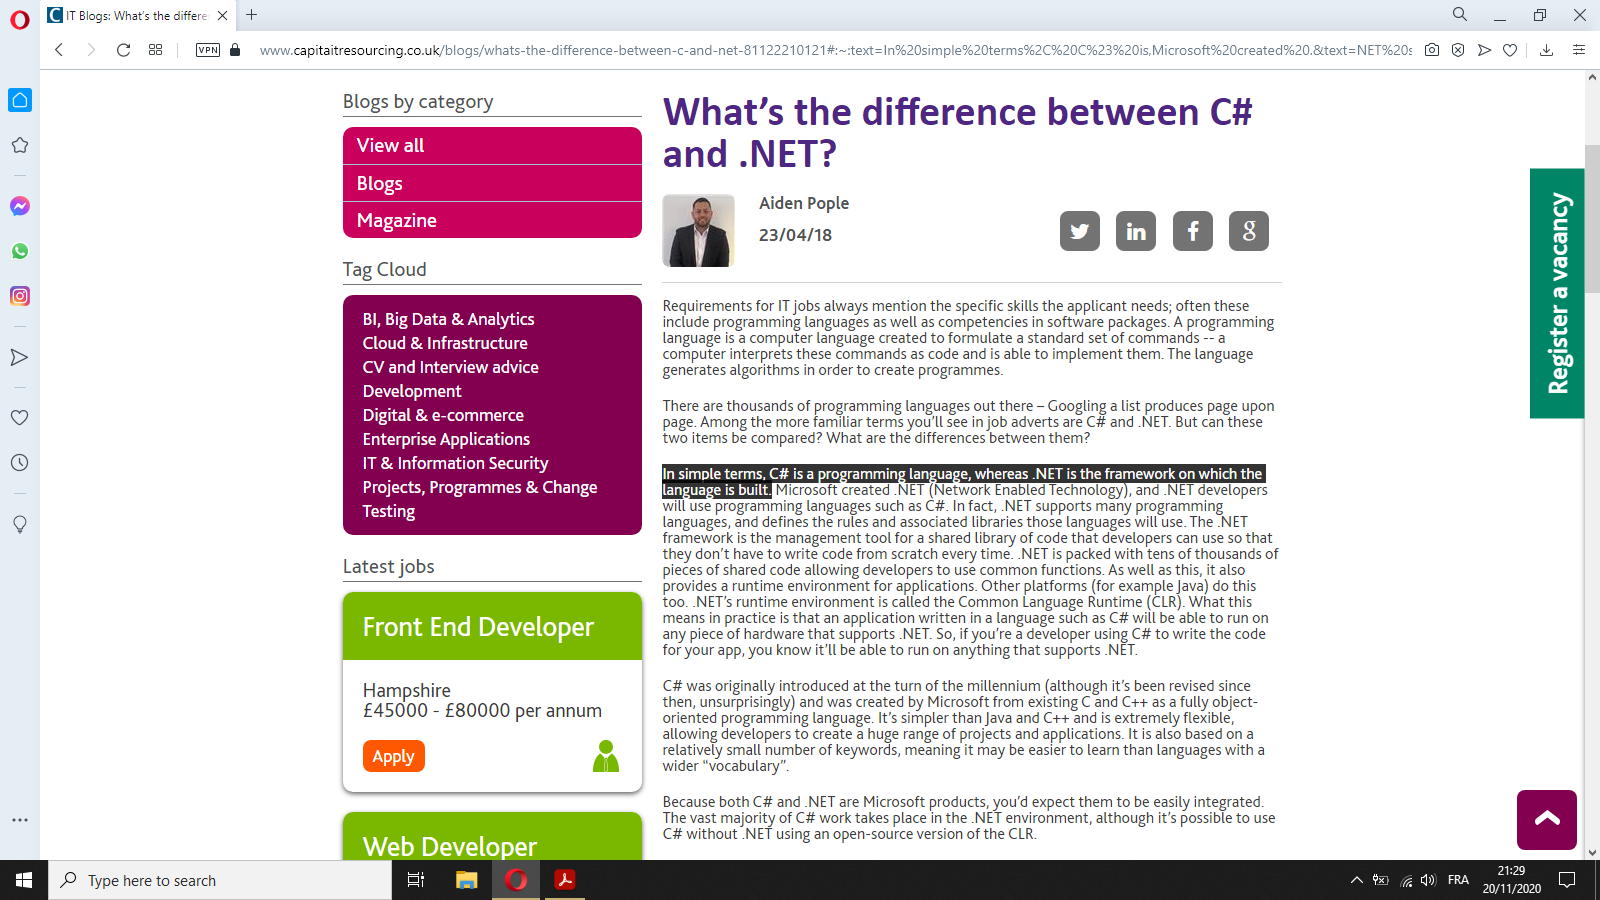 IT Blogs: What's the differe
VPN
www.capitaitresourcing.co.uk/blogs/whats-the-difference-between-c-and-net-81122210121#:~:text=In%20simple%20terms%2C%20C%23%20is,Microsoft%20created%20.&text=NET%20s
Blogs by category
View all
Blogs
Magazine
Tag Cloud
BI, Big Data & Analytics
Cloud & Infrastructure
CV and Interview advice
Development
Digital & e-commerce
Enterprise Applications
IT & Information Security
Projects, Programmes & Change
Testing
Latest jobs
Front End Developer
Hampshire
£45000 - £80000 per annum
Apply
Web Developer
What's the difference between C#
and .NET?
Aiden Pople
23/04/18
Requirements for IT jobs always mention the specific skills the applicant needs; often these
include programming languages as well as competencies in software packages. A programming
language is a computer language created to formulate a standard set of commands -- a
computer interprets these commands as code and is able to implement them. The language
generates algorithms in order to create programmes.
There are thousands of programming languages out there – Googling a list produces page upon
page. Among the more familiar terms you'll see in job adverts are C# and .NET. But can these
two items be compared? What are the differences between them?
In simple terms, C# is a programming language, whereas .NET is the framework on which the
language is built. Microsoft created .NET (Network Enabled Technology), and .NET developers
will use programming languages such as C#. In fact, .NET supports many programming
languages, and defines the rules and associated libraries those languages will use. The .NET
framework is the management tool for a shared library of code that developers can use so that
they don't have to write code from scratch every time. .NET is packed with tens of thousands of
pieces of shared code allowing developers to use common functions. As well as this, it also
provides a runtime environment for applications. Other platforms (for example Java) do this
too. .NET's runtime environment is called the Common Language Runtime (CLR). What this
means in practice is that an application written in a language such as C# will be able to run on
any piece of hardware that supports .NET. So, if you're a developer using C# to write the code
for your app, you know it'll be able to run on anything that supports .NET.
C# was originally introduced at the turn of the millennium (although it's been revised since
then, unsurprisingly) and was created by Microsoft from existing C and C++ as a fully object-
oriented programming language. It's simpler than Java and C++ and is extremely flexible,
allowing developers to create a huge range of projects and applications. It is also based on a
relatively small number of keywords, meaning it may be easier to learn than languages with a
wider “vocabulary”.
Because both C# and .NET are Microsoft products, you'd expect them to be easily integrated.
The vast majority of C# work takes place in the .NET environment, although it's possible to use
C# without .NET using an open-source version of the CLR.
Register a vacancy
Type here to search
FRA
21:29
20/11/2020